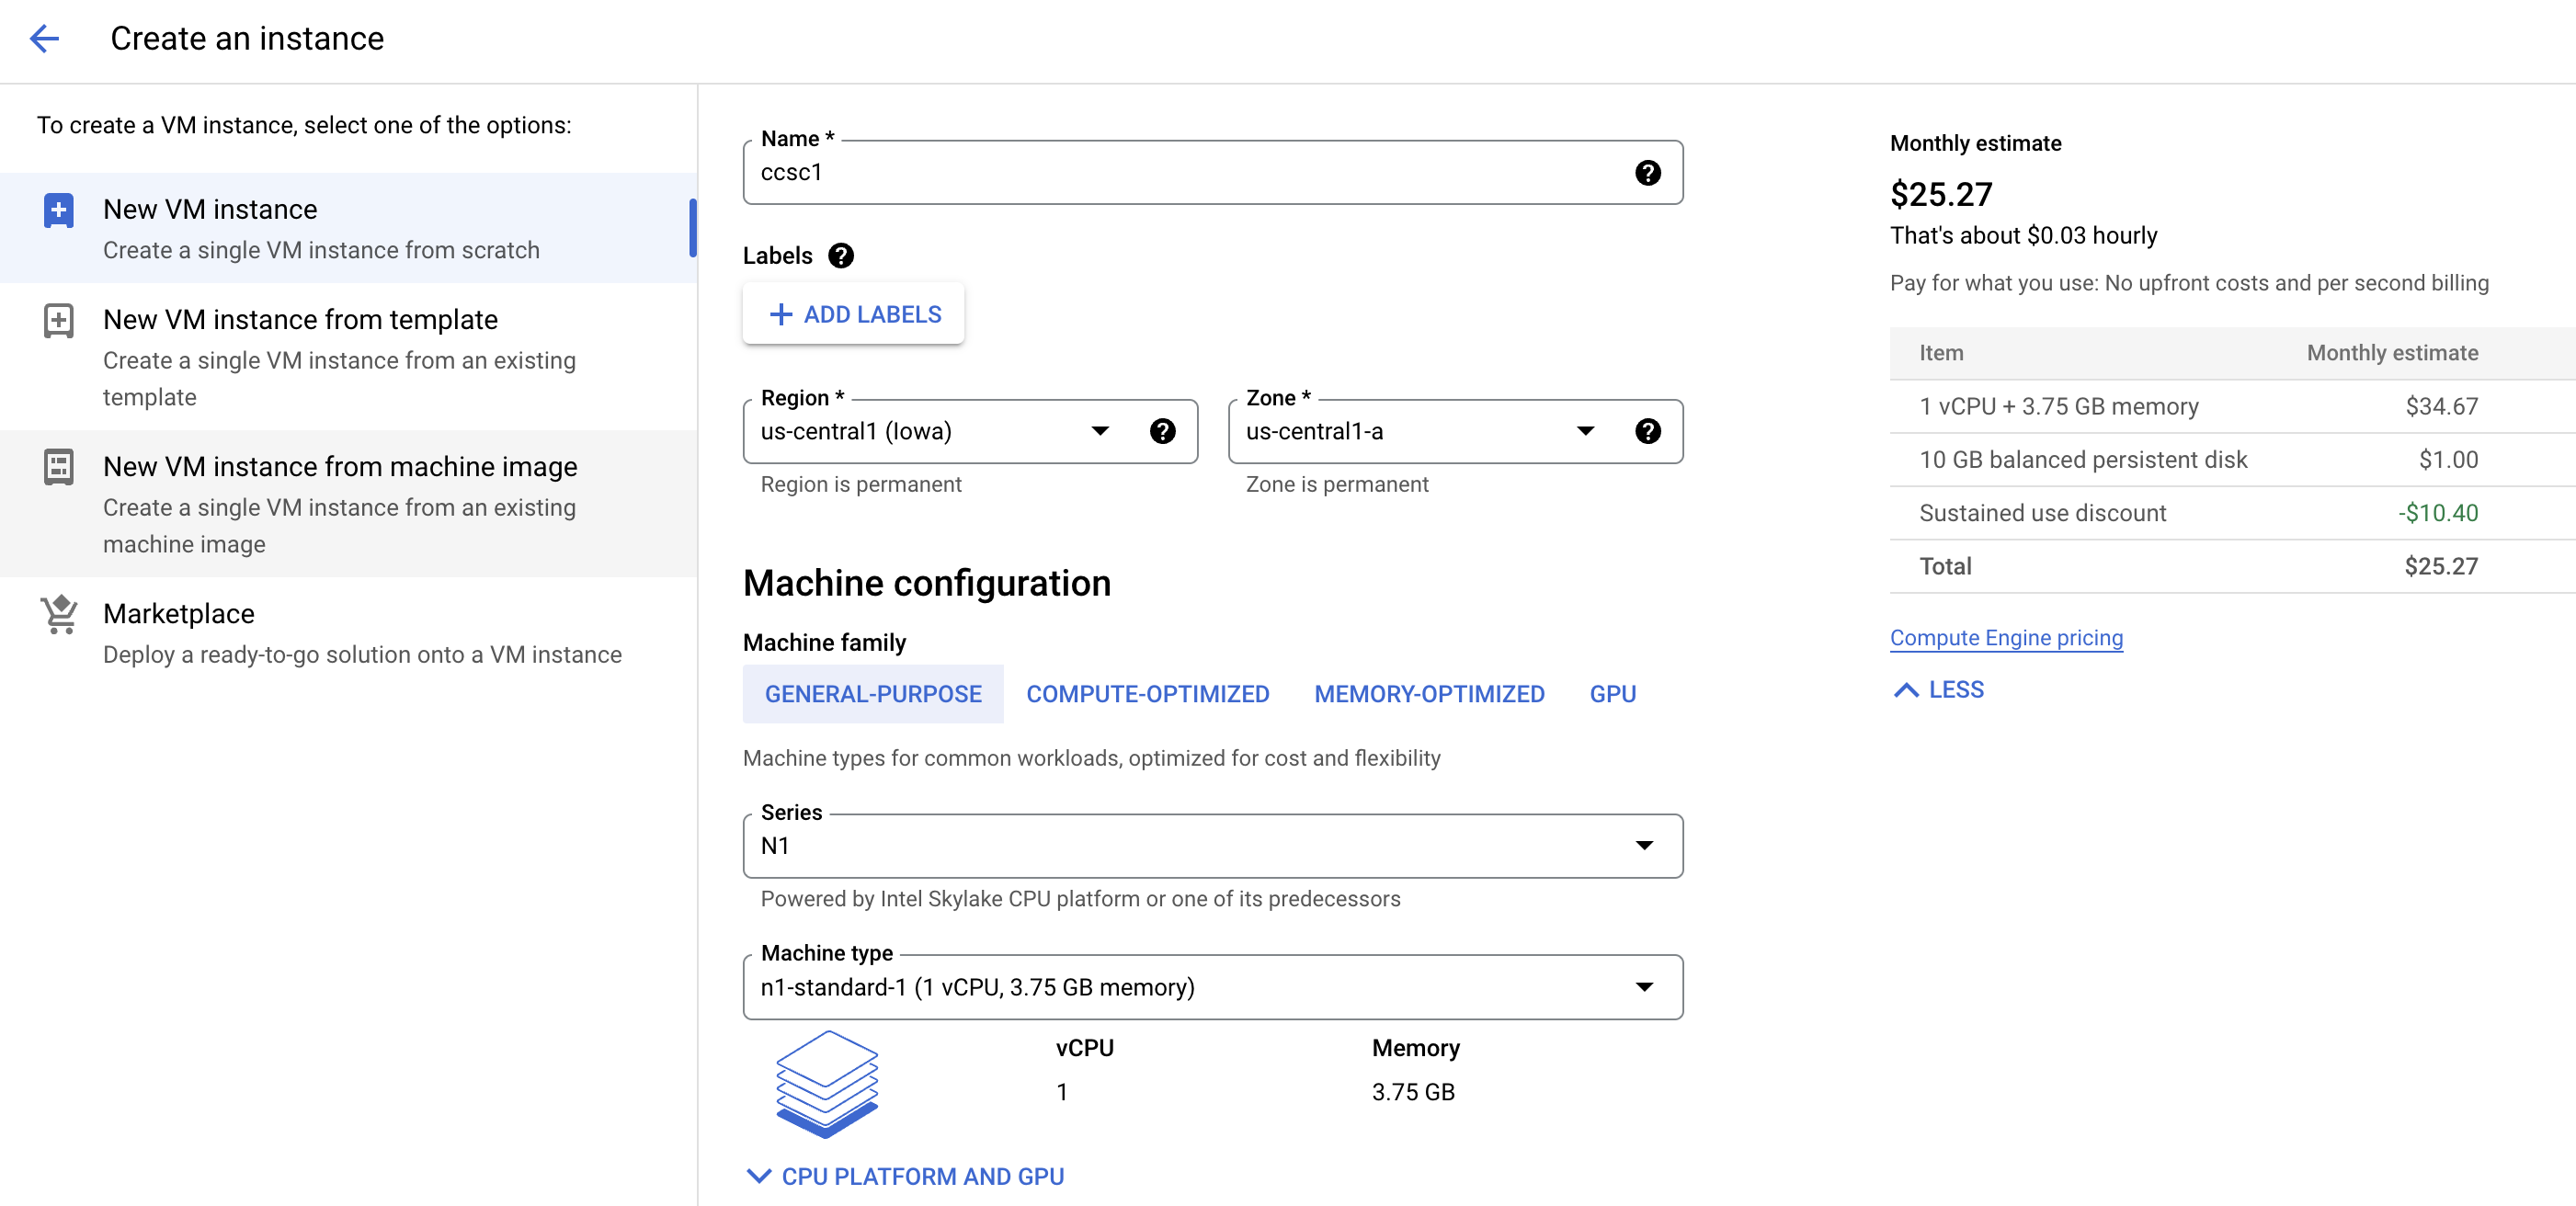 Create an instance
To create a VM instance, select one of the options:
New VM instance
Create a single VM instance from scratch
New VM instance from template
Create a single VM instance from an existing
template
New VM instance from machine image
Create a single VM instance from an existing
machine image
Marketplace
Deploy a ready-to-go solution onto a VM instance
Name *
ccsc1
Labels
ADD LABELS
Region *
us-central1 (Iowa)
Region is permanent
Zone *
us-central1-a
Zone is permanent
Machine configuration
Machine family
GENERAL-PURPOSE COMPUTE-OPTIMIZED MEMORY-OPTIMIZED GPU
Machine types for common workloads, optimized for cost and flexibility
Series
N1
Powered by Intel Skylake CPU platform or one of its predecessors
Machine type
n1-standard-1 (1 vCPU, 3.75 GB memory)
vCPU Memory
1 3.75 GB
CPU PLATFORM AND GPU
Monthly estimate
$25.27
That's about $0.03 hourly
Pay for what you use: No upfront costs and per second billing
Item Monthly estimate
1 vCPU + 3.75 GB memory $34.67
10 GB balanced persistent disk $1.00
Sustained use discount -$10.40
Total $25.27
Compute Engine pricing
LESS